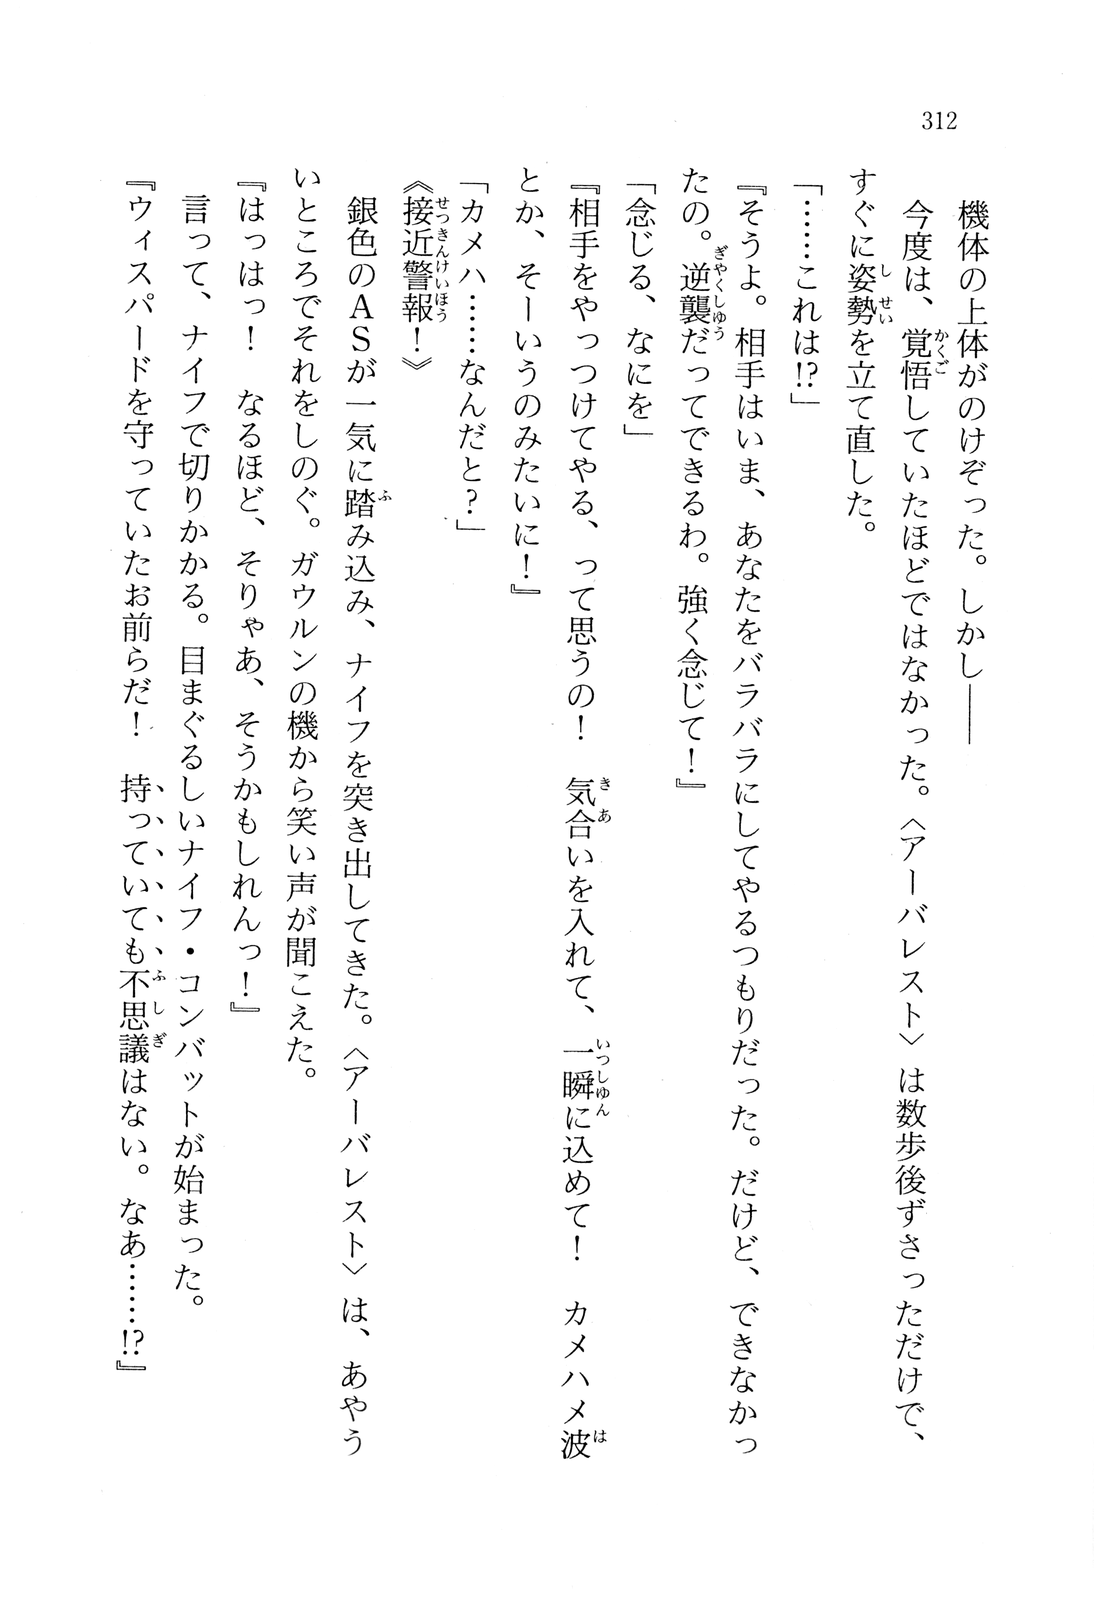 312
　機体の上体がのけぞった。しかし――
　今度は、覚悟していたほどではなかった。〈アーバレスト〉は数歩後ずさっただけで、
すぐに姿勢を立て直した。
「……これは!?」
『そうよ。相手はいま、あなたをバラバラにしてやるつもりだった。だけど、できなかっ
たの。逆襲だってできるわ。強く念じて！』
「念じる、なにを」
『相手をやっつけてやる、って思うの！　気合いを入れて、一瞬に込めて！　カメハメ波
とか、そーいうのみたいに！』
「カメハ……なんだと？」
《接近警報！》
　銀色のＡＳが一気に踏み込み、ナイフを突き出してきた。〈アーバレスト〉は、あやう
いところでそれをしのぐ。ガウルンの機から笑い声が聞こえた。
『はっはっ！　なるほど、そりゃあ、そうかもしれんっ！』
　言って、ナイフで切りかかる。目まぐるしいナイフ・コンバットが始まった。
『ウィスパードを守っていたお前らだ！　持っていても不思議はない。なあ……!?』